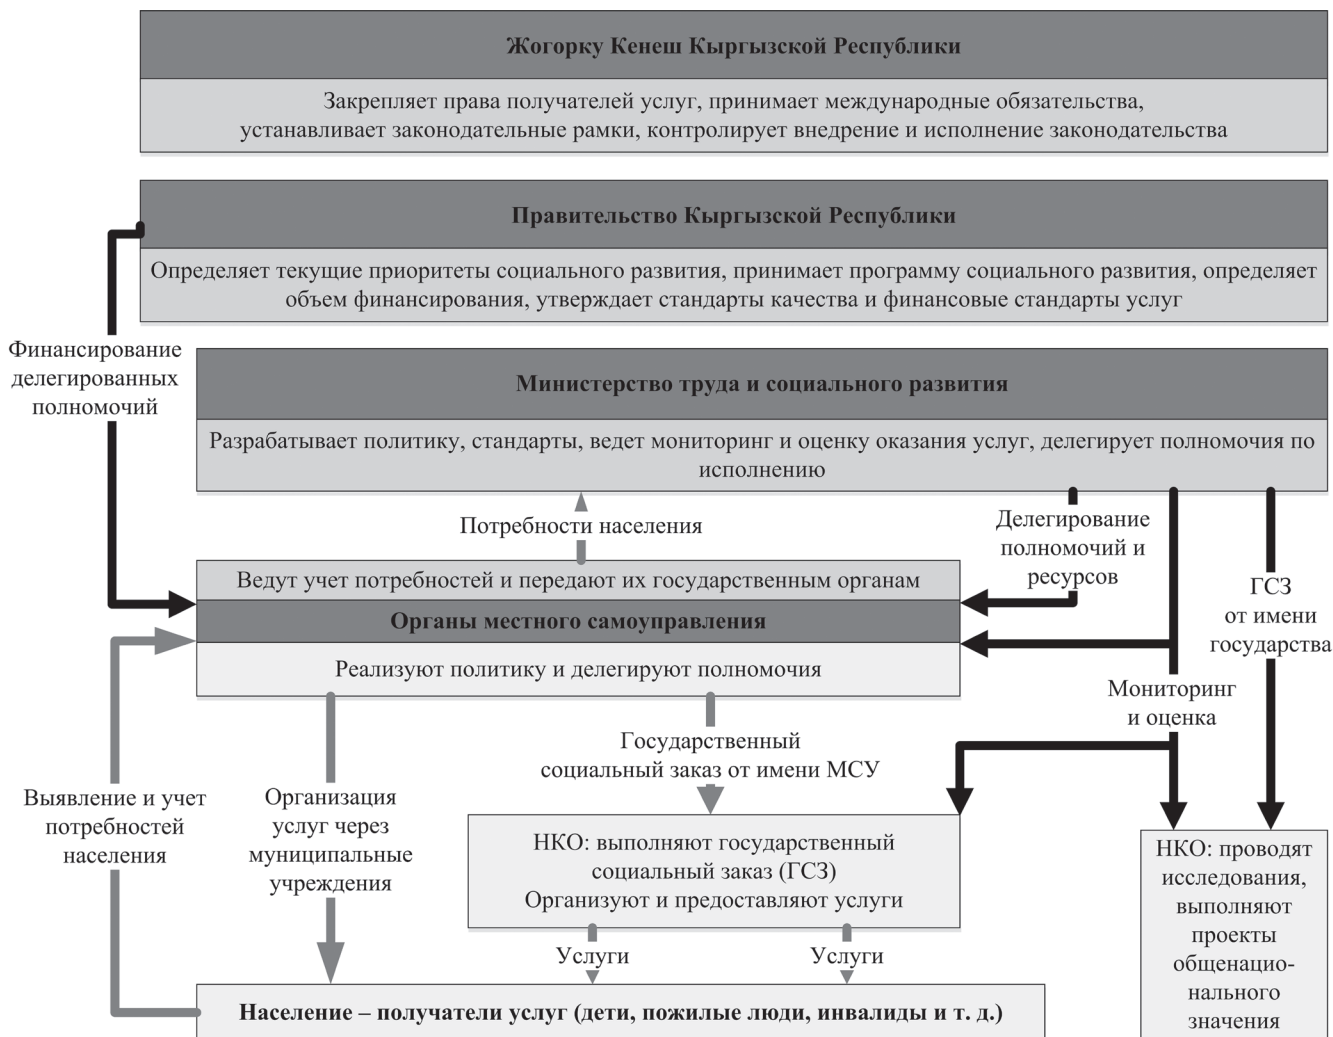 Жогорку Кенеш Кыргызской Республики
Закрепляет права получателей услуг, принимает международные обязательства,
устанавливает законодательные рамки, контролирует внедрение и исполнение законодательства
Правительство Кыргызской Республики
Определяет текущие приоритеты социального развития, принимает программу социального развития, определяет
объем финансирования, утверждает стандарты качества и финансовые стандарты услуг
Финансирование
делегированных
полномочий
Министерство труда и социального развития
Разрабатывает политику, стандарты, ведет мониторинг и оценку оказания услуг, делегирует полномочия по
исполнению
Потребности населения
Делегирование
полномочий и
ресурсов
ГСЗ
от имени
государства
Ведут учет потребностей и передают их государственным органам
Органы местного самоуправления
Реализуют политику и делегируют полномочия
Мониторинг
и оценка
Государственный
социальный заказ от имени МСУ
Выявление и учет
потребностей
населения
Организация
услуг через
муниципальные
учреждения
НКО: выполняют государственный
социальный заказ (ГСЗ)
Организуют и предоставляют услуги
НКО: проводят
исследования,
выполняют
проекты
общенацио-
нального
значения
Услуги
Услуги
Население – получатели услуг (дети, пожилые люди, инвалиды и т. д.)